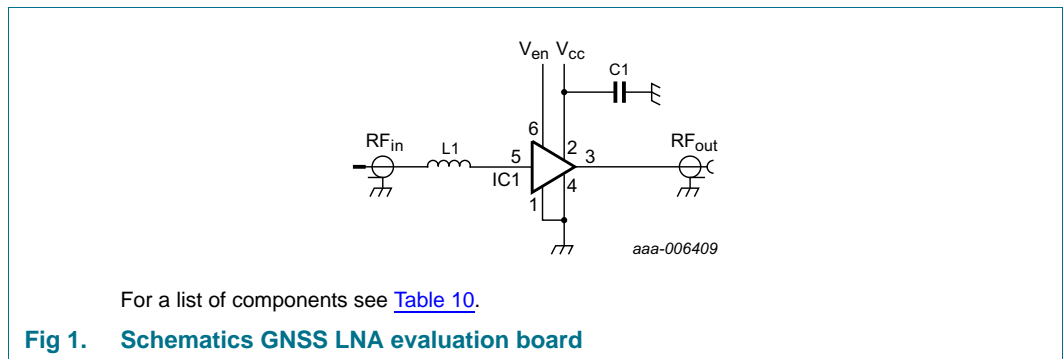 Ven Vcc
C1
6
RFin
L1
5
2
3
RFout
IC1
4
1
aaa-006409
For a list of components see Table 10.
Fig 1. Schematics GNSS LNA evaluation board